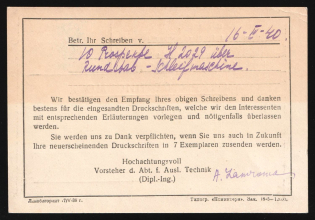 Betr. Ihr Schreiben v. 16-II-40.
10 Prospekte H 2029 über
Rundstab. - Schleifmaschine.
Wir bestätigen den Empfang Ihres obigen Schreibens und danken
bestens für die eingesandten Druckschriften, welche wir den Interessenten
mit entsprechenden Erläuterungen vorlegen und nötigenfalls überlassen
werden.
Sie werden uns zu Dank verpflichten, wenn Sie uns auch in Zukunft
Ihre neuerscheinenden Druckschriften in 7 Exemplaren zusenden werden.
Hochachtungsvoll
Vorsteher d. Abt. f. Ausl. Technik
(Dipl.-Ing.)